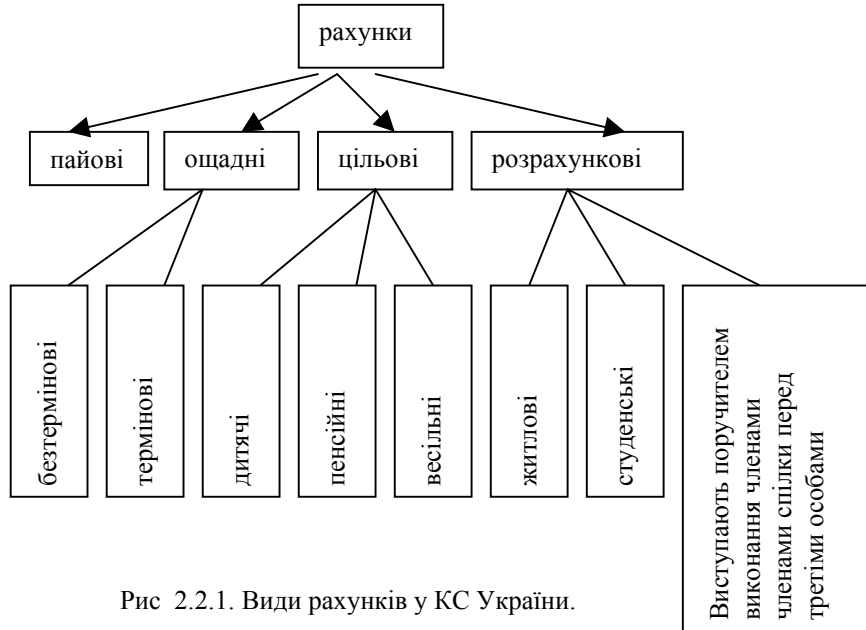 рахунки
пайові
ощадні
цільові
розрахункові
безтермінові
термінові
дитячі
пенсійні
весільні
житлові
студенські
Виступають поручителем
виконання членами
членами спілки перед
третіми особами
Рис 2.2.1. Види рахунків у КС України.